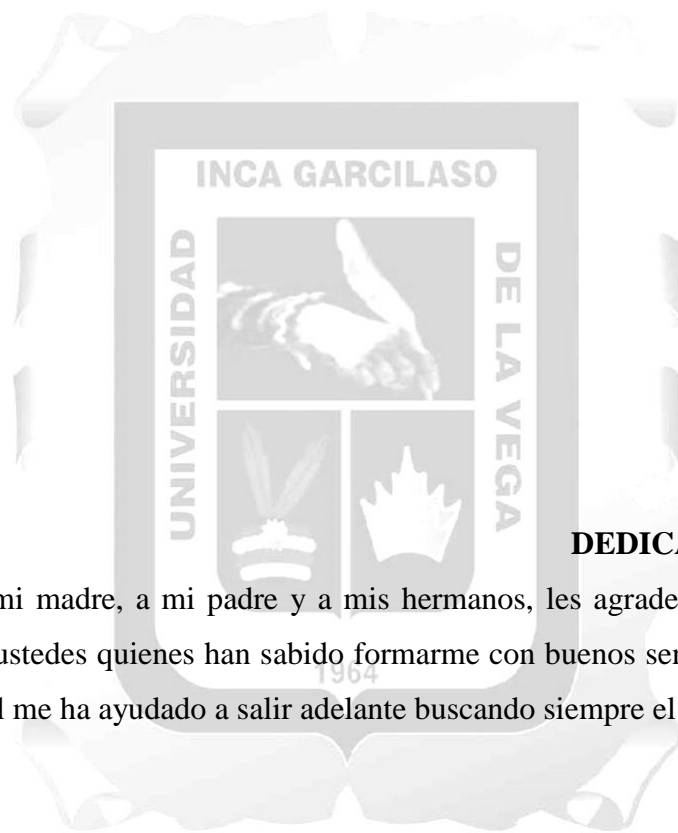 INCA GARCILASO
UNIVERSIDAD
DE LA VEGA
DEDICA
mi madre, a mi padre y a mis hermanos, les agrade
ustedes quienes han sabido formarme con buenos ser
1964
l me ha ayudado a salir adelante buscando siempre el